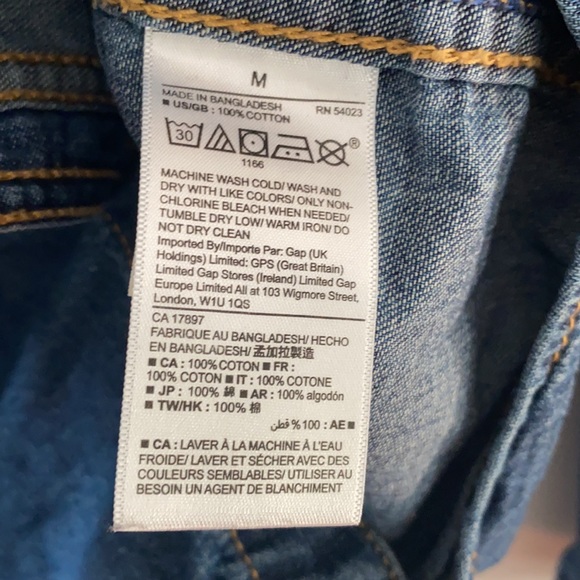 M
MADE IN BANGLADESH RN 54023
■ US/GB : 100% COTTON
30
®
1166
MACHINE WASH COLD/ WASH AND
DRY WITH LIKE COLORS/ ONLY NON-
CHLORINE BLEACH WHEN NEEDED/
TUMBLE DRY LOW/ WARM IRON/ DO
NOT DRY CLEAN
Imported By/Importe Par: Gap (UK
Holdings) Limited: GPS (Great Britain)
Limited Gap Stores (Ireland) Limited Gap
Europe Limited All at 103 Wigmore Street,
London, W1U 1QS
CA 17897
FABRIQUE AU BANGLADESH/ HECHO
EN BANGLADESH/ 孟加拉製造
■ CA : 100% COTON ■ FR :
100% COTON ■ IT : 100% COTONE
■ JP : 100% 綿 ■ AR : 100% algodón
■ TW/HK : 100% 棉
■ AE : 100% قطن
■ CA : LAVER À LA MACHINE À L'EAU
FROIDE/ LAVER ET SÉCHER AVEC DES
COULEURS SEMBLABLES/ UTILISER AU
BESOIN UN AGENT DE BLANCHIMENT